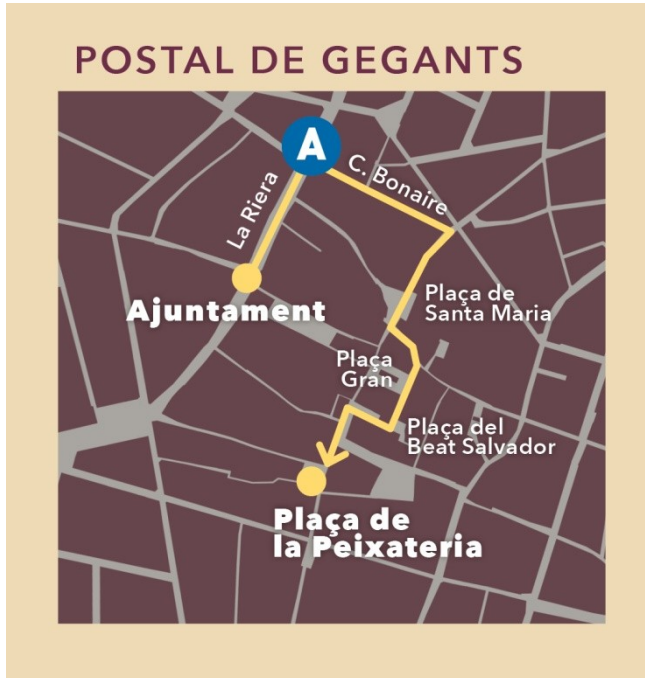 POSTAL DE GEGANTS
A
C. Bonaire
La Riera
Ajuntament
Plaça de
Santa Maria
Plaça
Gran
Plaça del
Beat Salvador
Plaça de
la Peixateria